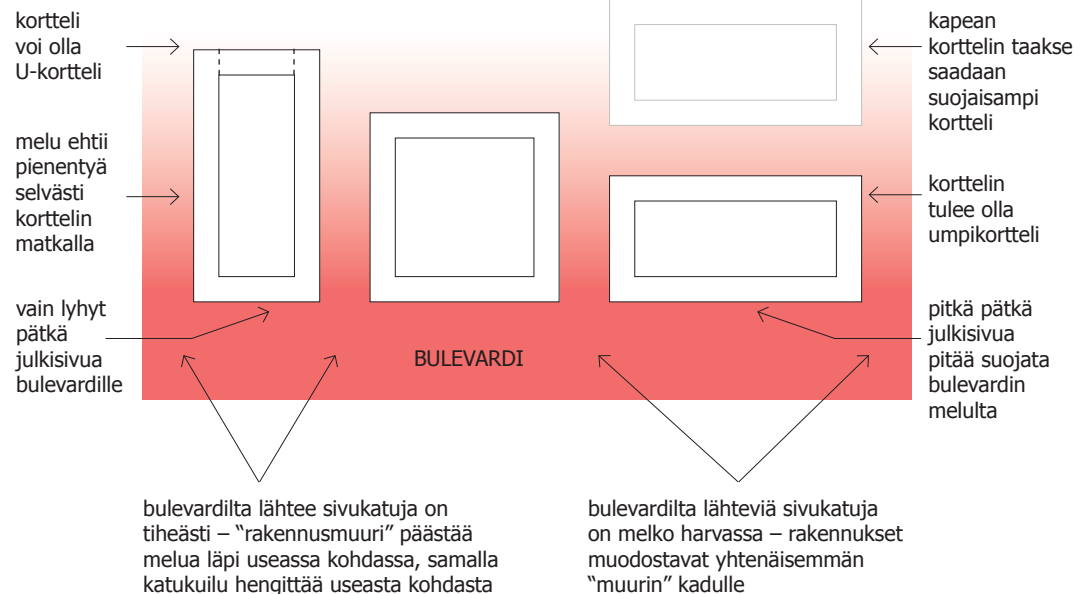 kortteli
voi olla
U-kortteli
melu ehtii
pienentyä
selvästi
korttelin
matkalla
vain lyhyt
pätkä
julkisivua
bulevardille
BULEVARDI
kapean
korttelin taakse
saadaan
suojaisampi
kortteli
korttelin
tulee olla
umpikortteli
pitkä pätkä
julkisivua
pitää suojata
bulevardin
melulta
bulevardilta lähtee sivukatuja on
tiheästi – “rakennusmuuri” päästää
melua läpi useassa kohdassa, samalla
katukuilu hengittää useasta kohdasta
bulevardilta lähteviä sivukatuja
on melko harvassa – rakennukset
muodostavat yhtenäisemmän
“muurin” kadulle